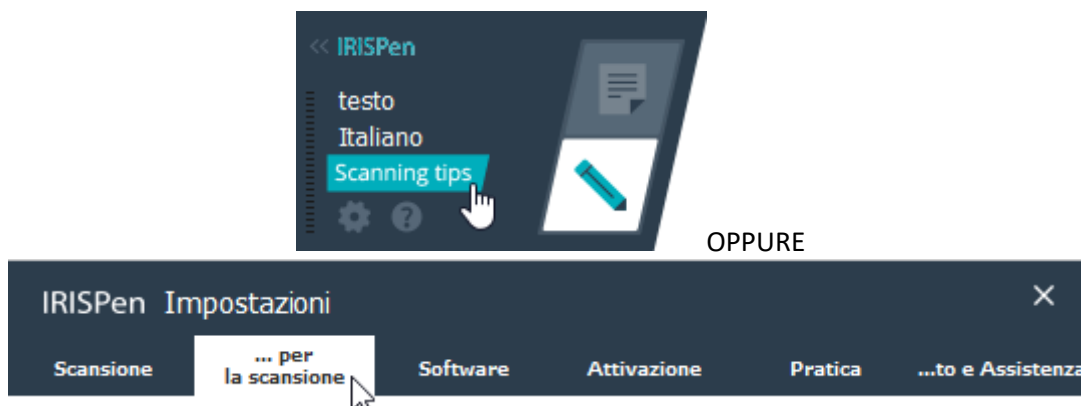 << IRISPen
testo
Italiano
Scanning tips
?
OPPURE
IRISPen Impostazioni
Scansione ... per la scansione Software Attivazione Pratica ...to e Assistenza